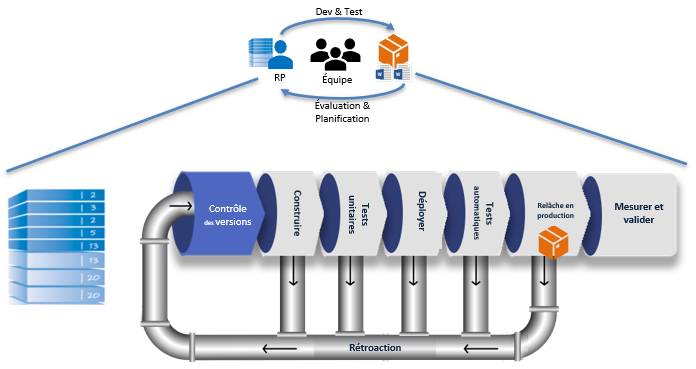 Dev & Test
RP
Équipe
W
W
Évaluation &
Planification
2
3
2
5
13
13
20
20
Contrôle
des versions
Construire
Tests
unitaires
Déployer
Tests
automatiques
Relâche en
production
Mesurer et
valider
Rétroaction